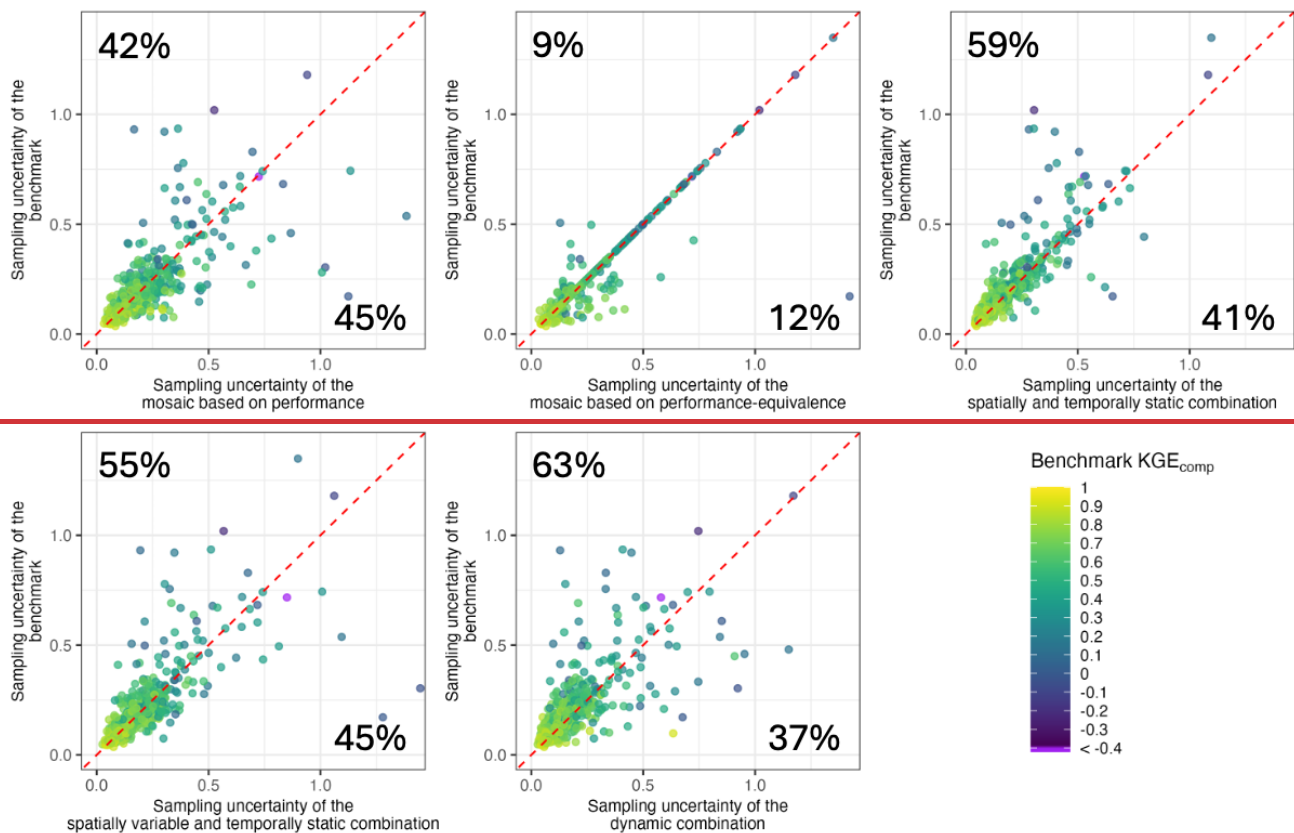 42%
45%
1.0
0.5
0.0
0.0
0.5
1.0
Sampling uncertainty of the
benchmark
Sampling uncertainty of the
mosaic based on performance
9%
12%
1.0
0.5
0.0
0.0
0.5
1.0
Sampling uncertainty of the
benchmark
Sampling uncertainty of the
mosaic based on performance-equivalence
59%
41%
1.0
0.5
0.0
0.0
0.5
1.0
Sampling uncertainty of the
benchmark
Sampling uncertainty of the
spatially and temporally static combination
55%
45%
1.0
0.5
0.0
0.0
0.5
1.0
Sampling uncertainty of the
benchmark
Sampling uncertainty of the
spatially variable and temporally static combination
63%
37%
1.0
0.5
0.0
0.0
0.5
1.0
Sampling uncertainty of the
benchmark
Sampling uncertainty of the
dynamic combination
Benchmark KGEcomp
1
0.9
0.8
0.7
0.6
0.5
0.4
0.3
0.2
0.1
0
-0.1
-0.2
-0.3
< -0.4